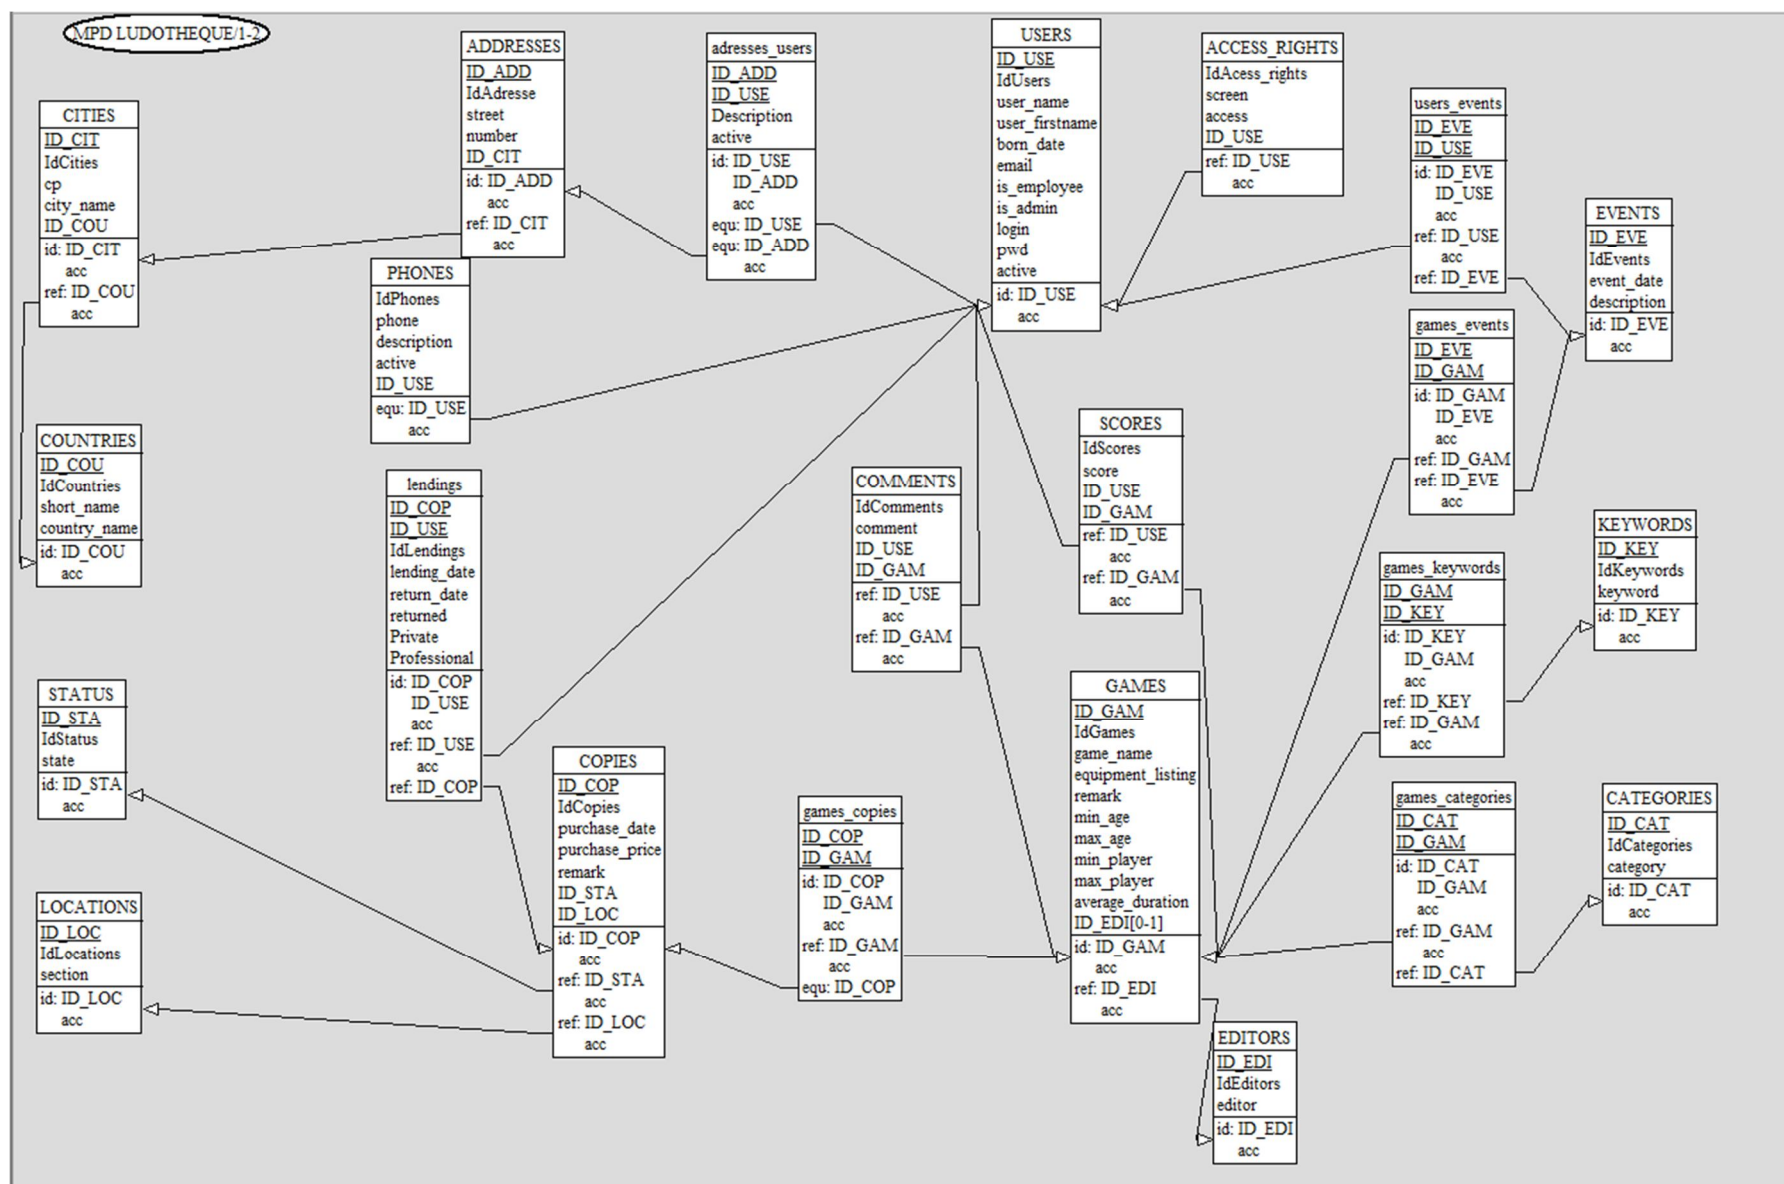 MPD LUDOTHEQUE/1-2
CITIES
ID_CIT
IdCities
cp
city_name
ID_COU
id: ID_CIT
acc
ref: ID_COU
acc
COUNTRIES
ID_COU
IdCountries
short_name
country_name
id: ID_COU
acc
STATUS
ID_STA
IdStatus
state
id: ID_STA
acc
LOCATIONS
ID_LOC
IdLocations
section
id: ID_LOC
acc
ADDRESSES
ID_ADD
IdAdresse
street
number
ID_CIT
id: ID_ADD
acc
ref: ID_CIT
acc
PHONES
IdPhones
phone
description
active
ID_USE
equ: ID_USE
acc
lendings
ID_COP
ID_USE
IdLendings
lending_date
return_date
returned
Private
Professional
id: ID_COP
ID_USE
acc
ref: ID_USE
acc
ref: ID_COP
COPIES
ID_COP
IdCopies
purchase_date
purchase_price
remark
ID_STA
ID_LOC
id: ID_COP
acc
ref: ID_STA
acc
ref: ID_LOC
acc
adresses_users
ID_ADD
ID_USE
Description
active
id: ID_USE
ID_ADD
acc
equ: ID_USE
equ: ID_ADD
acc
games_copies
ID_COP
ID_GAM
id: ID_COP
ID_GAM
acc
ref: ID_GAM
acc
equ: ID_COP
COMMENTS
IdComments
comment
ID_USE
ID_GAM
ref: ID_USE
acc
ref: ID_GAM
acc
USERS
ID_USE
IdUsers
user_name
user_firstname
born_date
email
is_employee
is_admin
login
pwd
active
id: ID_USE
acc
SCORES
IdScores
score
ID_USE
ID_GAM
ref: ID_USE
acc
ref: ID_GAM
acc
GAMES
ID_GAM
IdGames
game_name
equipment_listing
remark
min_age
max_age
min_player
max_player
average_duration
ID_EDI[0-1]
id: ID_GAM
acc
ref: ID_EDI
acc
EDITORS
ID_EDI
IdEditors
editor
id: ID_EDI
acc
ACCESS_RIGHTS
IdAcess_rights
screen
access
ID_USE
ref: ID_USE
acc
users_events
ID_EVE
ID_USE
id: ID_EVE
ID_USE
acc
ref: ID_USE
acc
ref: ID_EVE
games_events
ID_EVE
ID_GAM
id: ID_GAM
ID_EVE
acc
ref: ID_GAM
ref: ID_EVE
acc
games_keywords
ID_GAM
ID_KEY
id: ID_KEY
ID_GAM
acc
ref: ID_KEY
ref: ID_GAM
acc
games_categories
ID_CAT
ID_GAM
id: ID_CAT
ID_GAM
acc
ref: ID_GAM
acc
ref: ID_CAT
EVENTS
ID_EVE
IdEvents
event_date
description
id: ID_EVE
acc
KEYWORDS
ID_KEY
IdKeywords
keyword
id: ID_KEY
acc
CATEGORIES
ID_CAT
IdCategories
category
id: ID_CAT
acc